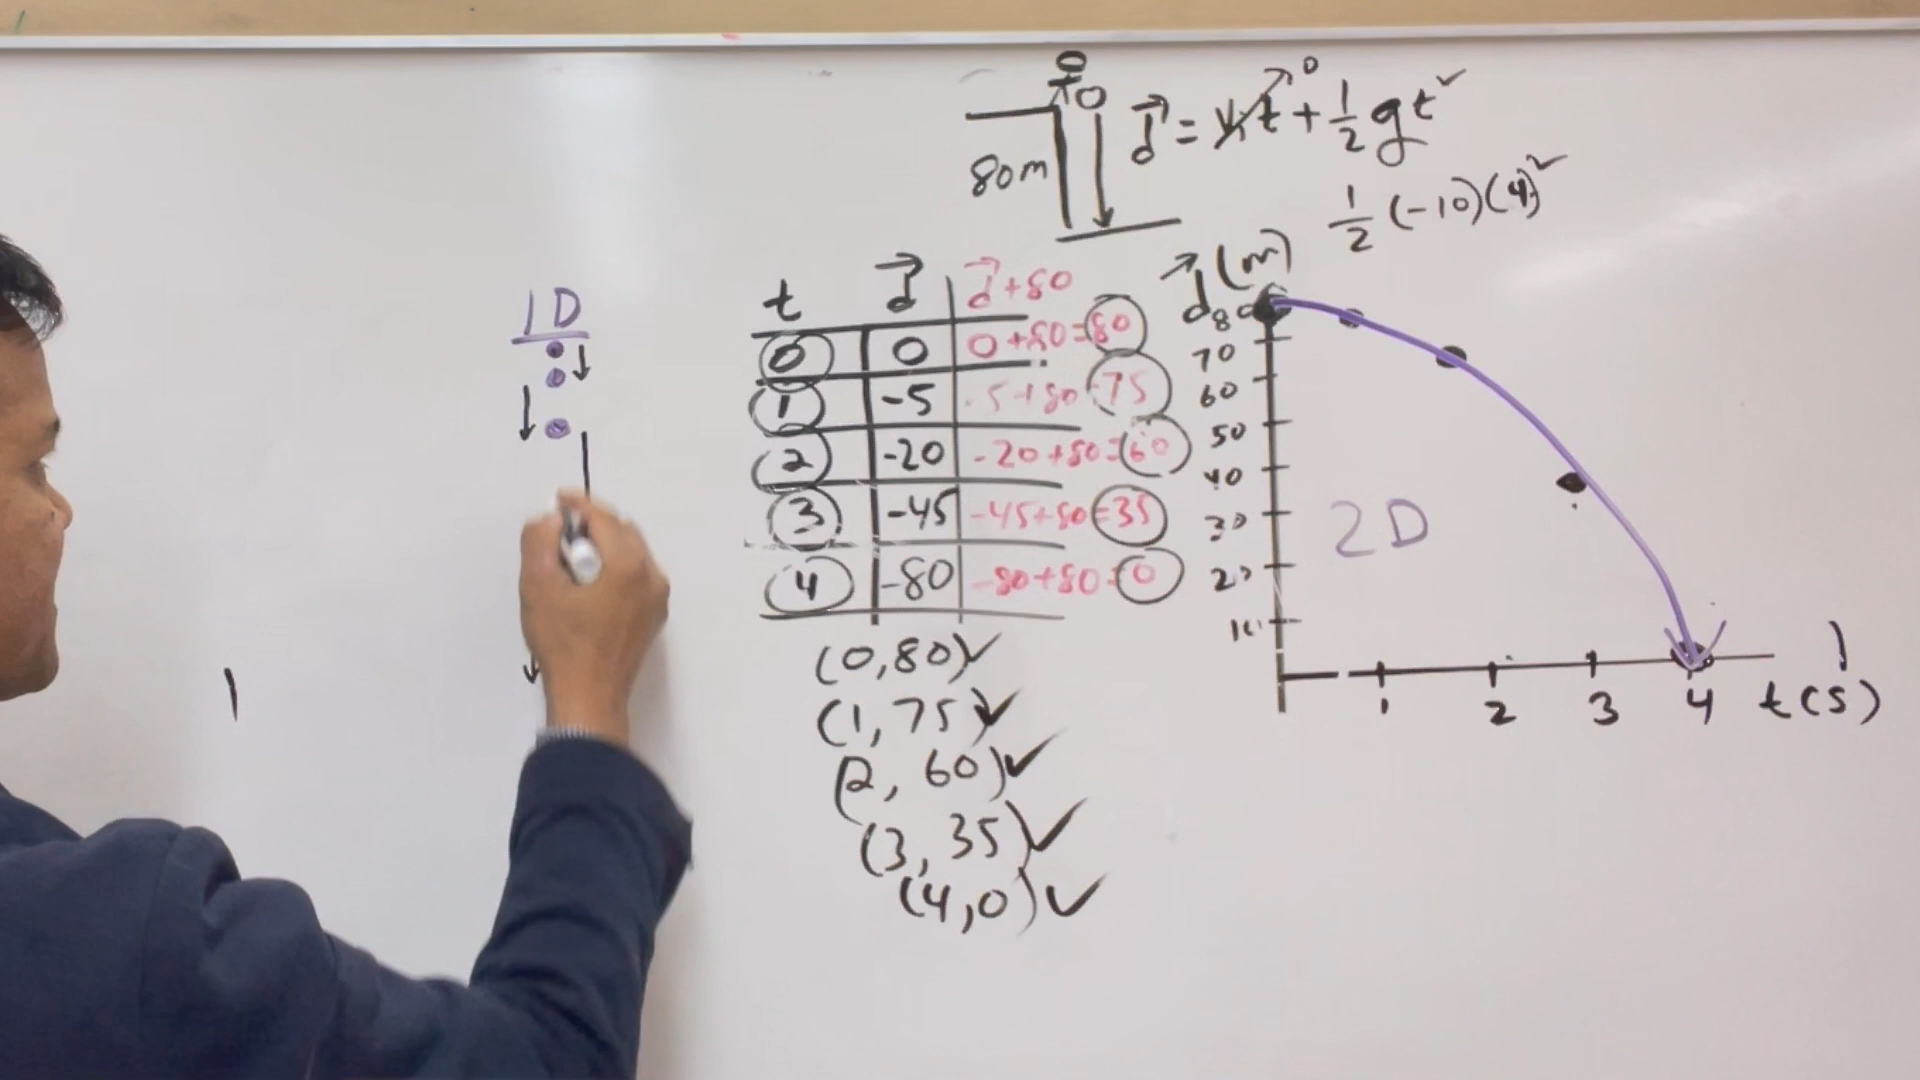 80m
d⃗ = v₁t↗0 + 1/2 gt²
1/2 (-10)(4)²
1D
t d⃗ d⃗+80
0 0 0+80=80
1 -5 -5+80 75
2 -20 -20+80=60
3 -45 -45+80=35
4 -80 -80+80=0
(0,80)✓
(1,75)✓
(2,60)✓
(3,35)✓
(4,0)✓
d⃗(m)
80
70
60
50
40
30
20
10
2D
1 2 3 4 t(s)